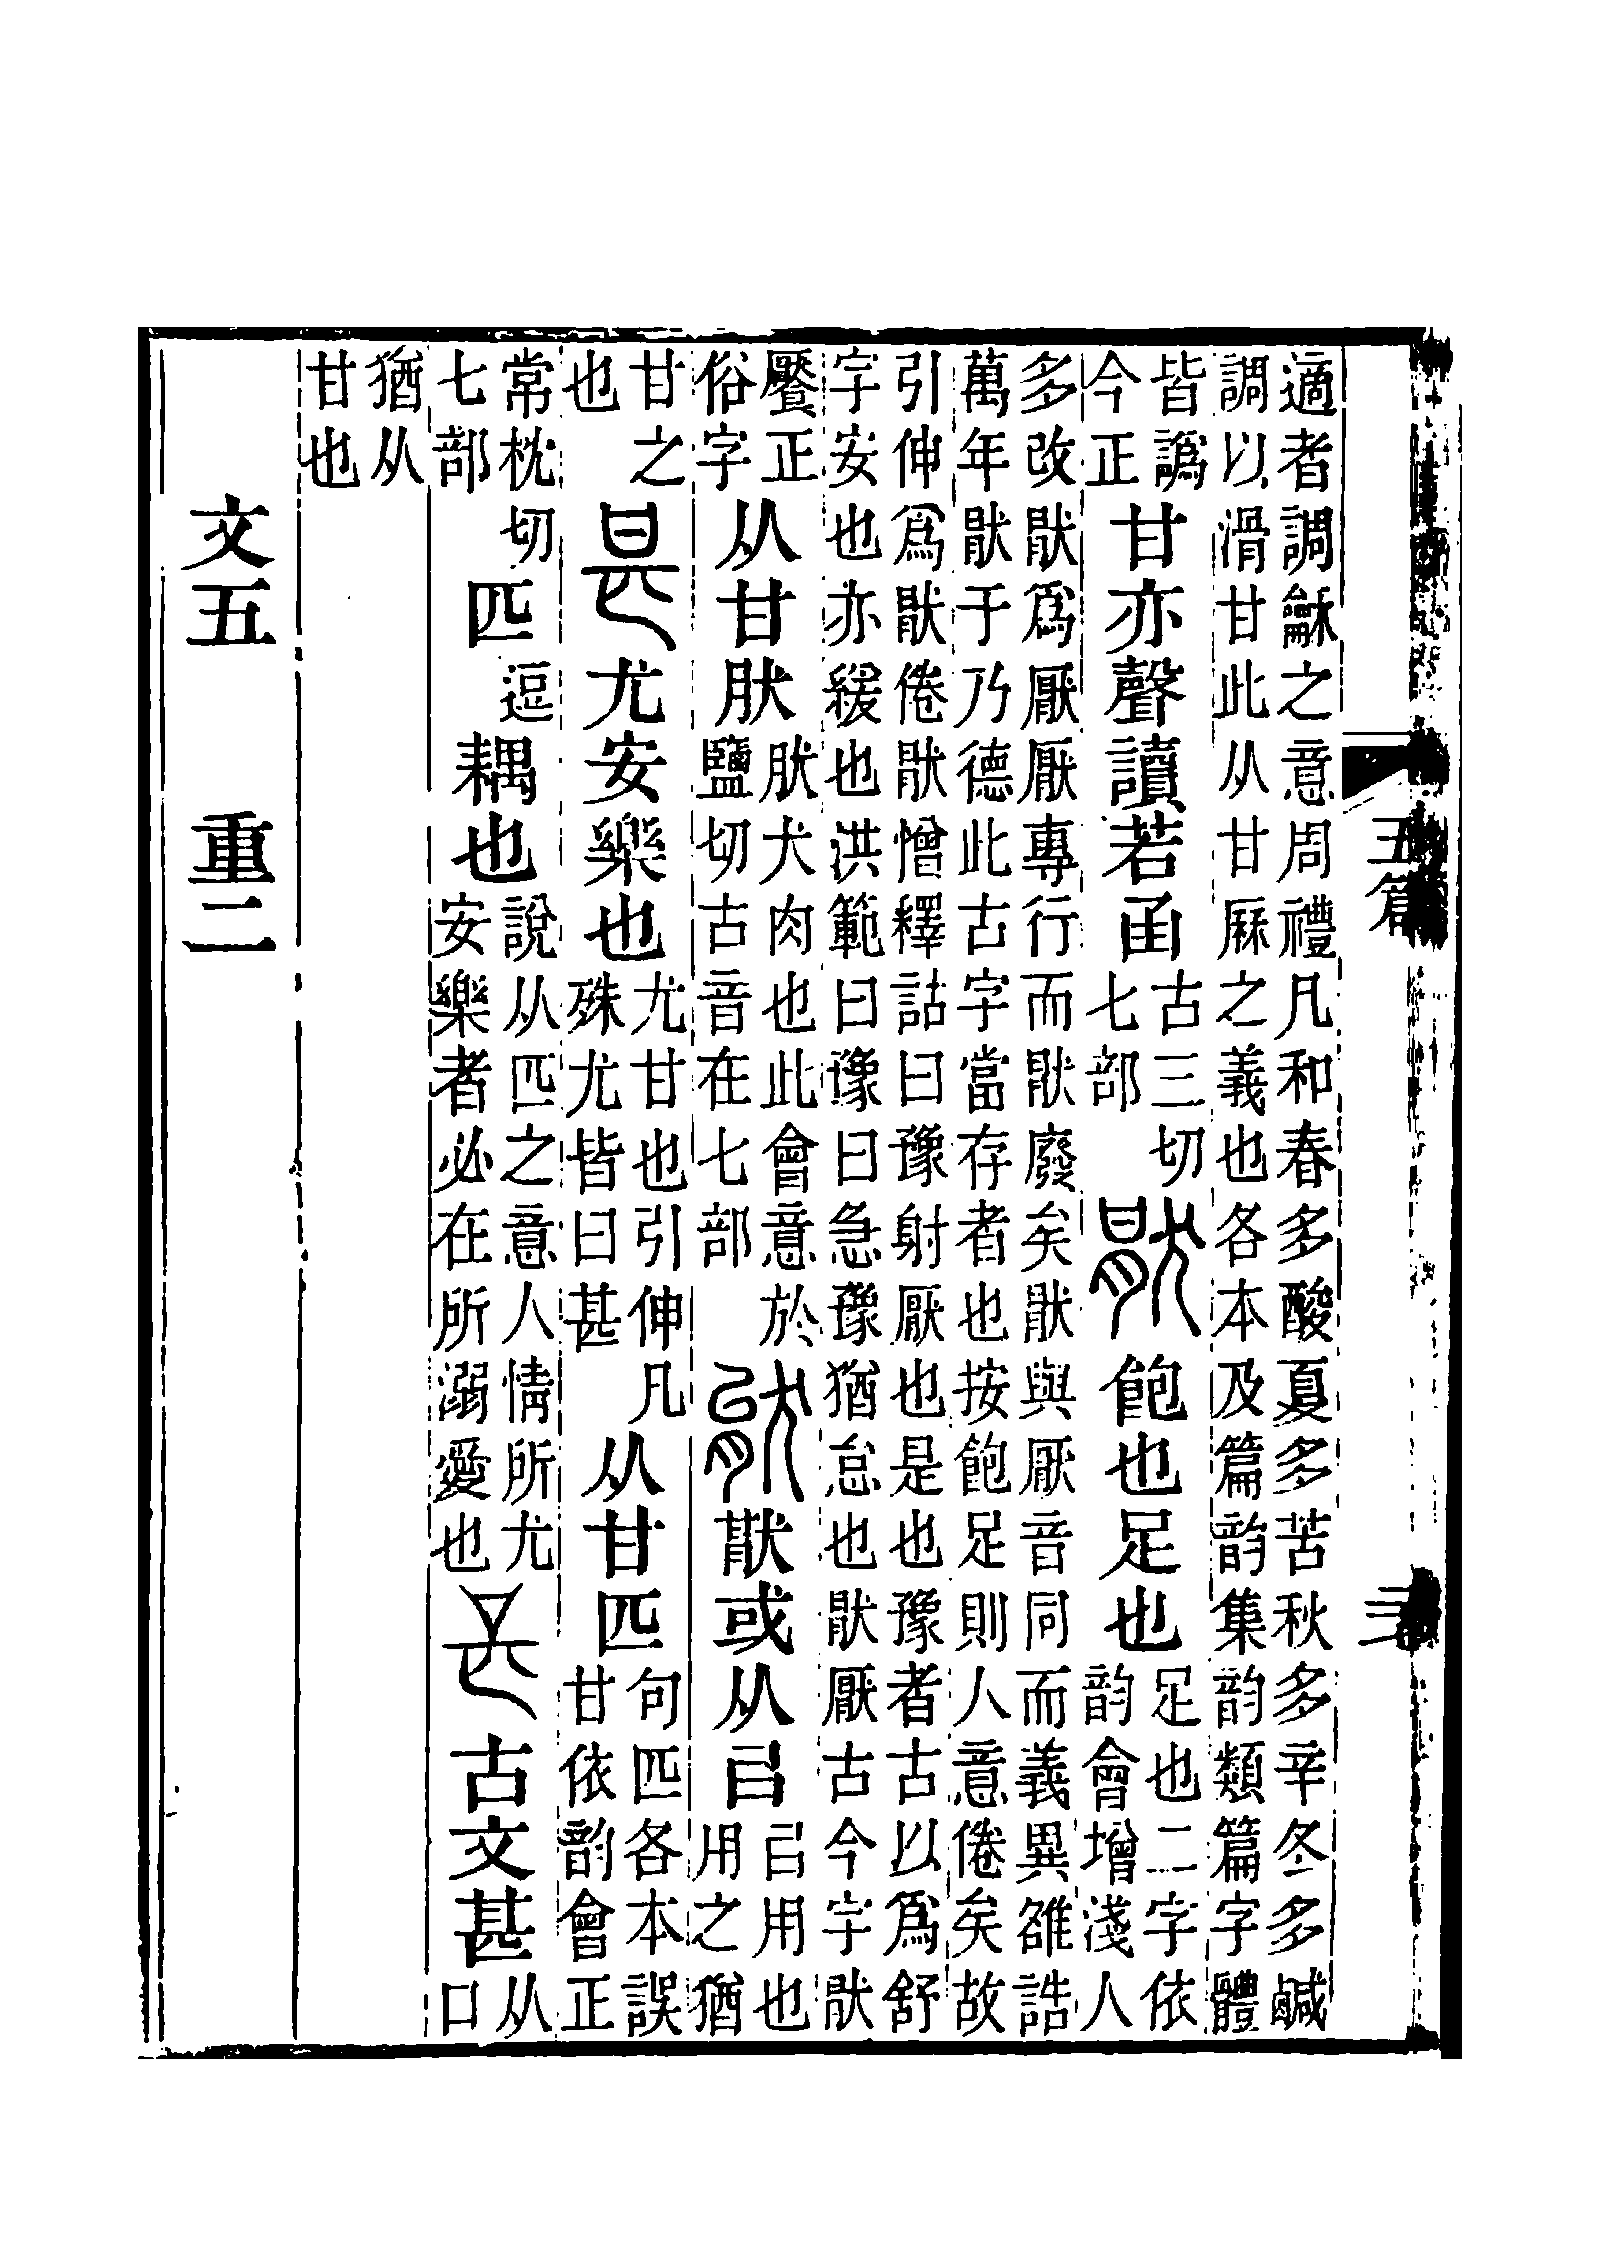 適者調龢之意周禮凡和春多酸夏多苦秋多辛冬多鹹
調以滑甘此从甘厤之義也各本及篇韵集韵類篇字體
皆譌今正甘亦聲讀若函古三切七部猒飽也足也足也二字依韵會增淺人
多改猒爲厭厭專行而猒廢矣猒與厭音同而義異雒誥
萬年猒于乃德此古字當存者也按飽足則人意倦矣故
引伸爲猒倦猒憎釋詁曰豫射厭也是也豫者古以爲舒
字安也亦緩也洪範曰豫曰急豫猶怠也猒厭古今字猒
饜正俗字从甘肰肰犬肉也此會意於鹽切古音在七部猒或从㠯㠯用也用之猶
甘之也甚尤安樂也尤甘也引伸凡殊尤皆曰甚从甘匹句匹各本誤甘依韵會正
常枕切七部匹逗耦也說从匹之意人情所尤安樂者必在所溺愛也古文甚从口
猶从甘也
文五 重二
五篇